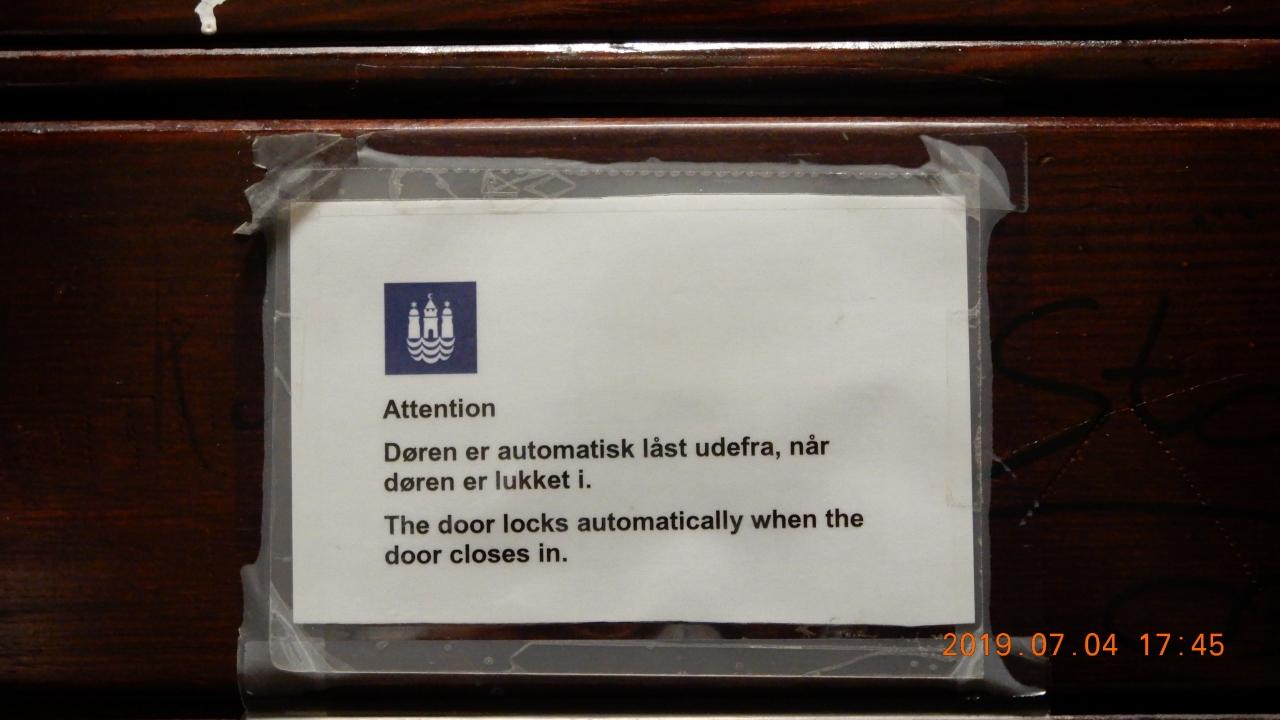 Attention
Døren er automatisk låst udefra, når
døren er lukket i.
The door locks automatically when the
door closes in.
2019.07.04 17:45